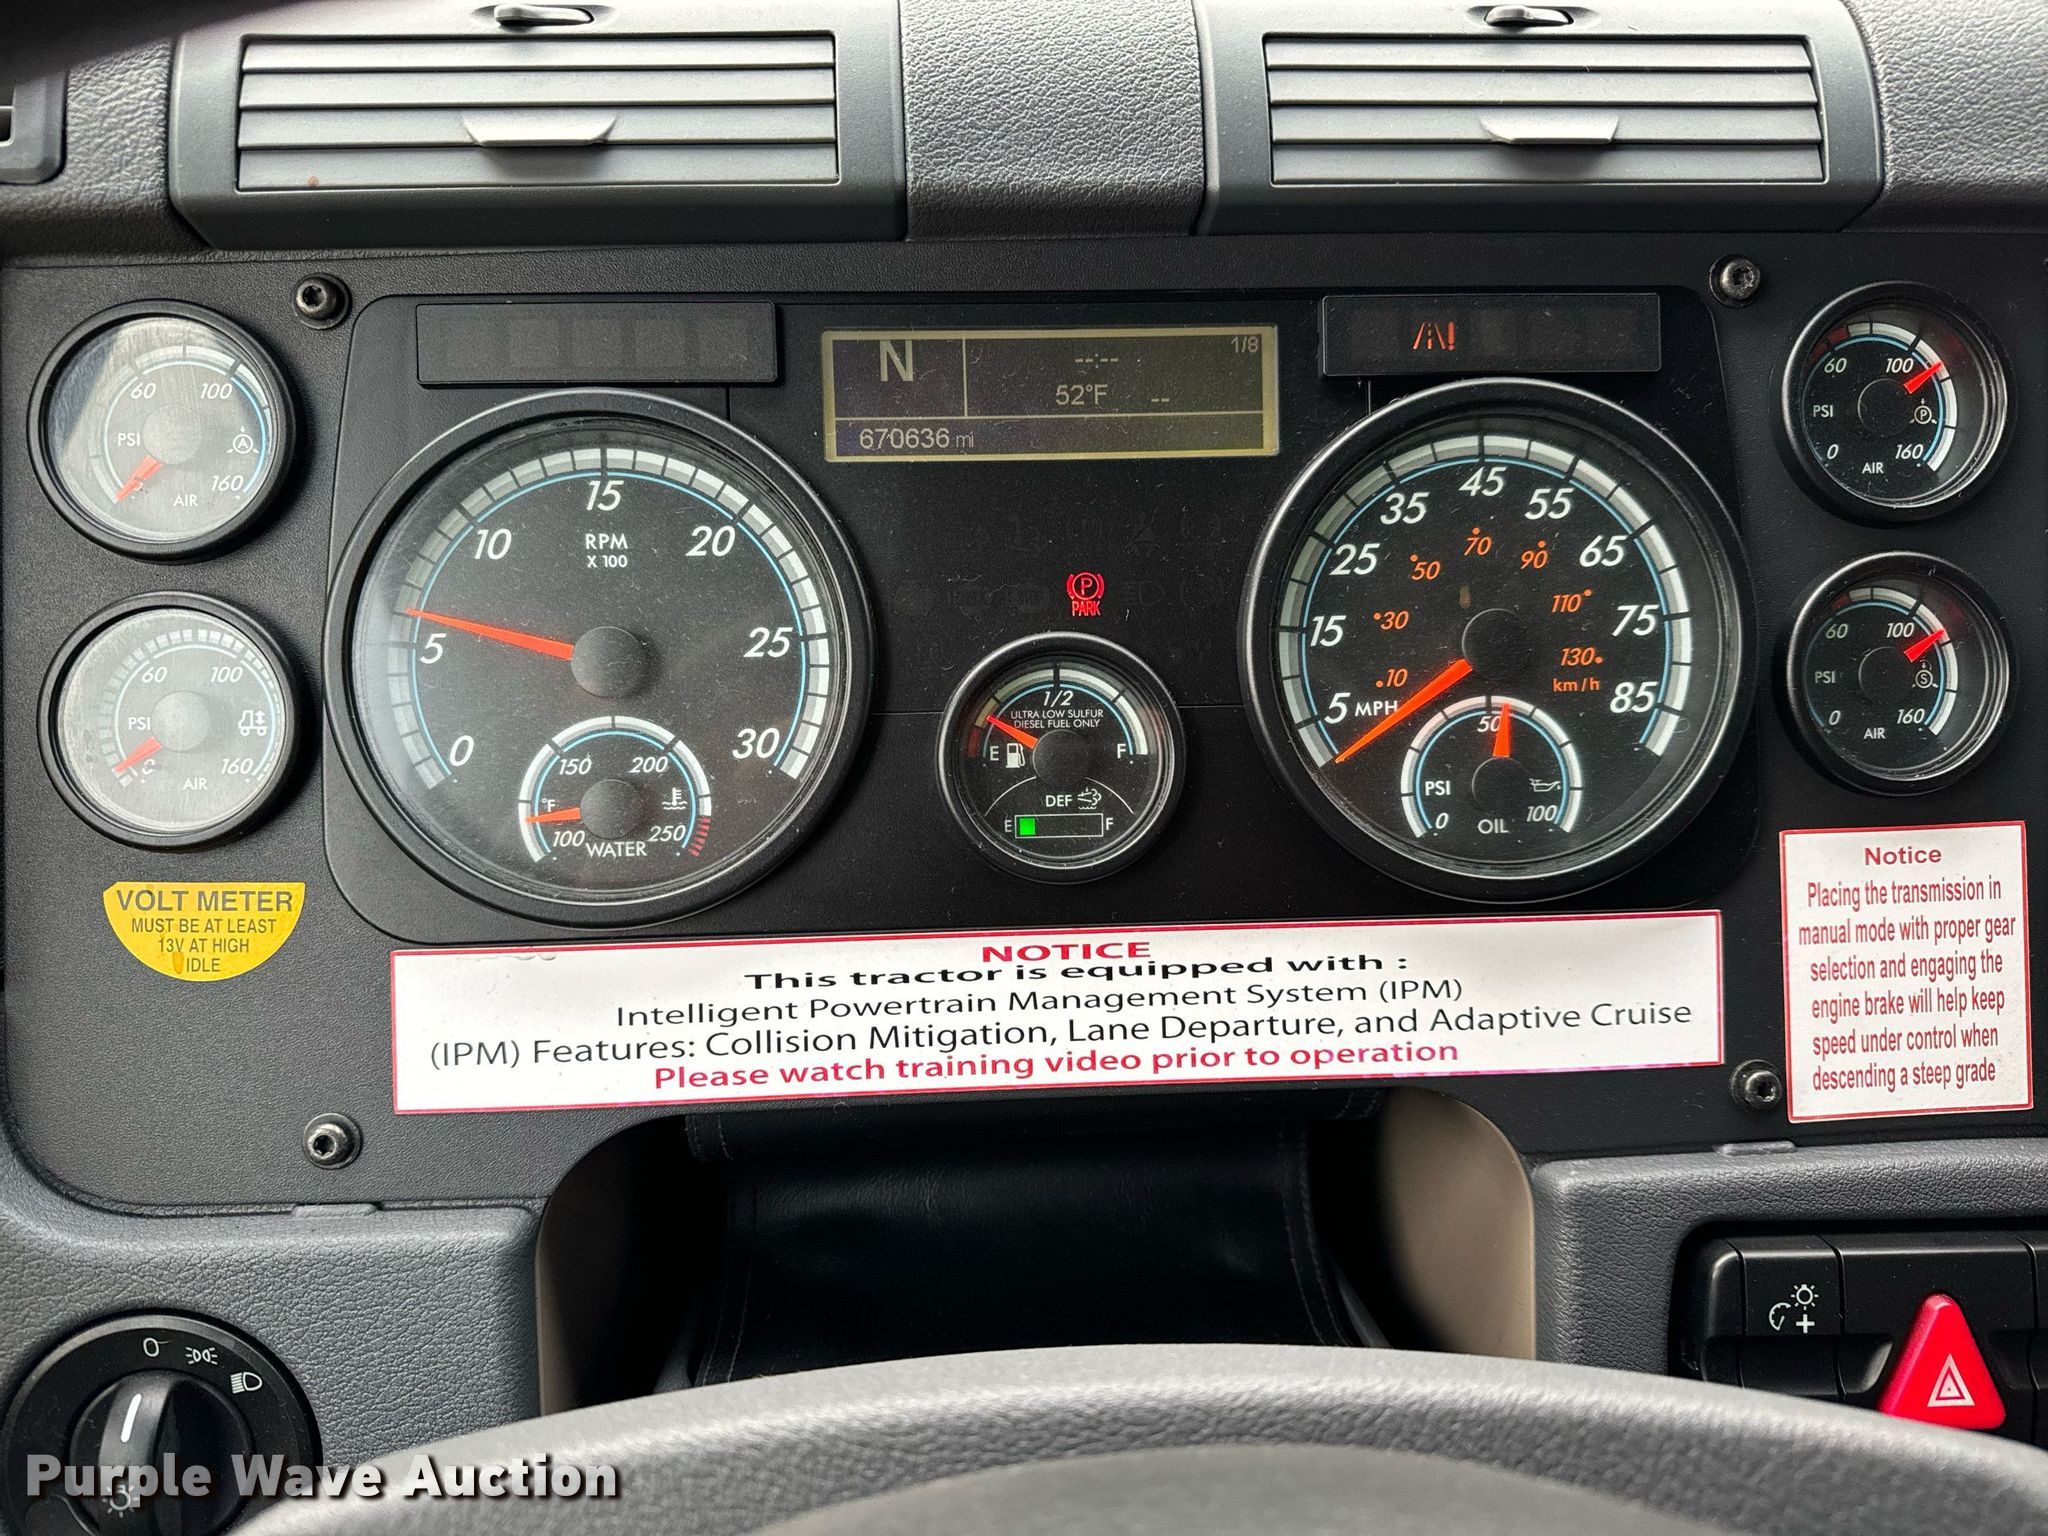 N
--:--
1/8
52°F
--
670636 mi
60
100
PSI
160
AIR
60
100
PSI
0
160
AIR
0
5
10
15
20
25
30
RPM
X 100
150
200
°F
100
250
WATER
P
PARK
1/2
ULTRA LOW SULFUR
DIESEL FUEL ONLY
E
F
DEF
E
F
5
15
25
35
45
55
65
75
85
MPH
10
30
50
70
90
110
130
km/h
50
PSI
0
100
OIL
60
100
PSI
P
0
160
AIR
60
100
PSI
S
0
160
AIR
VOLT METER
MUST BE AT LEAST
13V AT HIGH
IDLE
NOTICE
This tractor is equipped with :
Intelligent Powertrain Management System (IPM)
(IPM) Features: Collision Mitigation, Lane Departure, and Adaptive Cruise
Please watch training video prior to operation
Notice
Placing the transmission in
manual mode with proper gear
selection and engaging the
engine brake will help keep
speed under control when
descending a steep grade
Purple Wave Auction